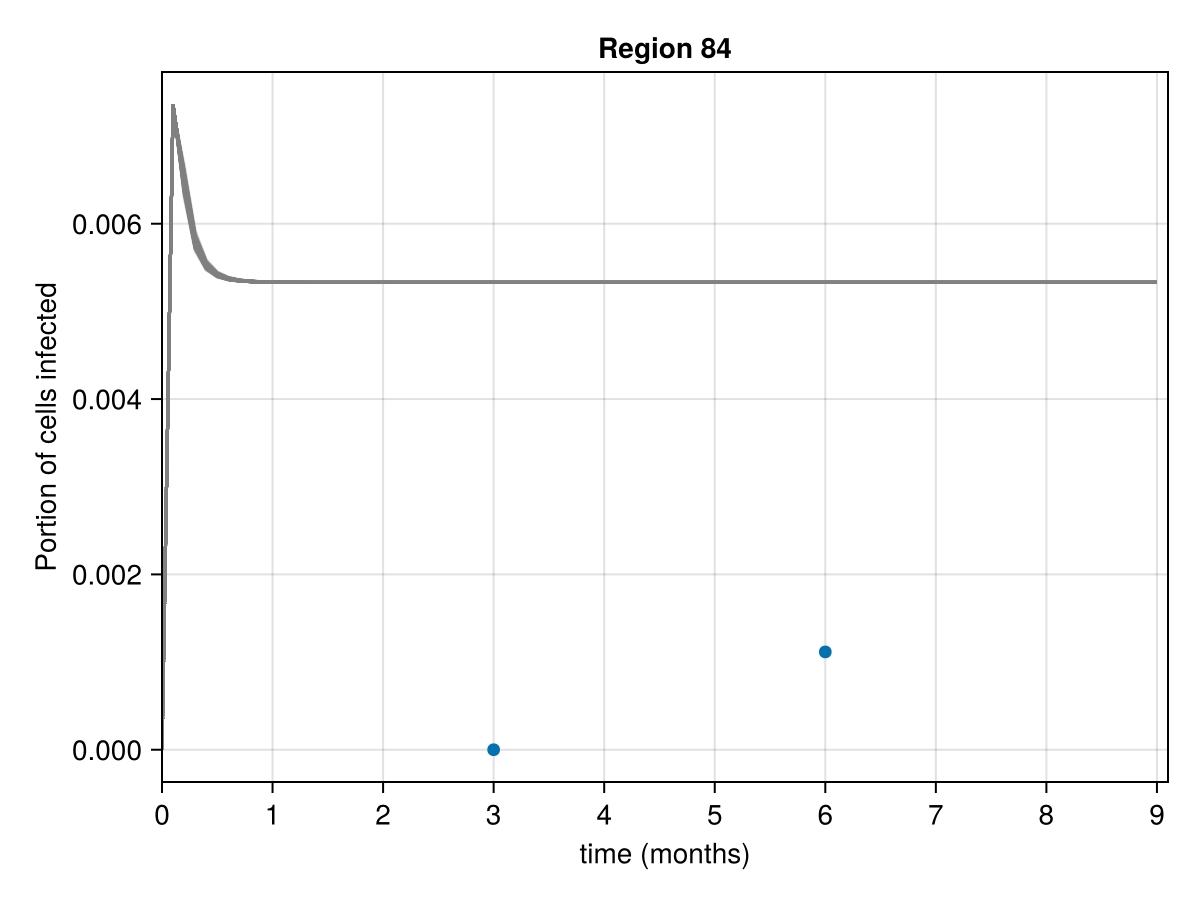 Region 84
Portion of cells infected
0.006
0.004
0.002
0.000
0 1 2 3 4 5 6 7 8 9
time (months)